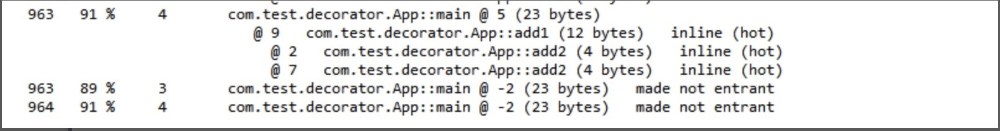 963 91 % 4 com.test.decorator.App::main @ 5 (23 bytes)
@ 9 com.test.decorator.App::add1 (12 bytes) inline (hot)
@ 2 com.test.decorator.App::add2 (4 bytes) inline (hot)
@ 7 com.test.decorator.App::add2 (4 bytes) inline (hot)
963 89 % 3 com.test.decorator.App::main @ -2 (23 bytes) made not entrant
964 91 % 4 com.test.decorator.App::main @ -2 (23 bytes) made not entrant